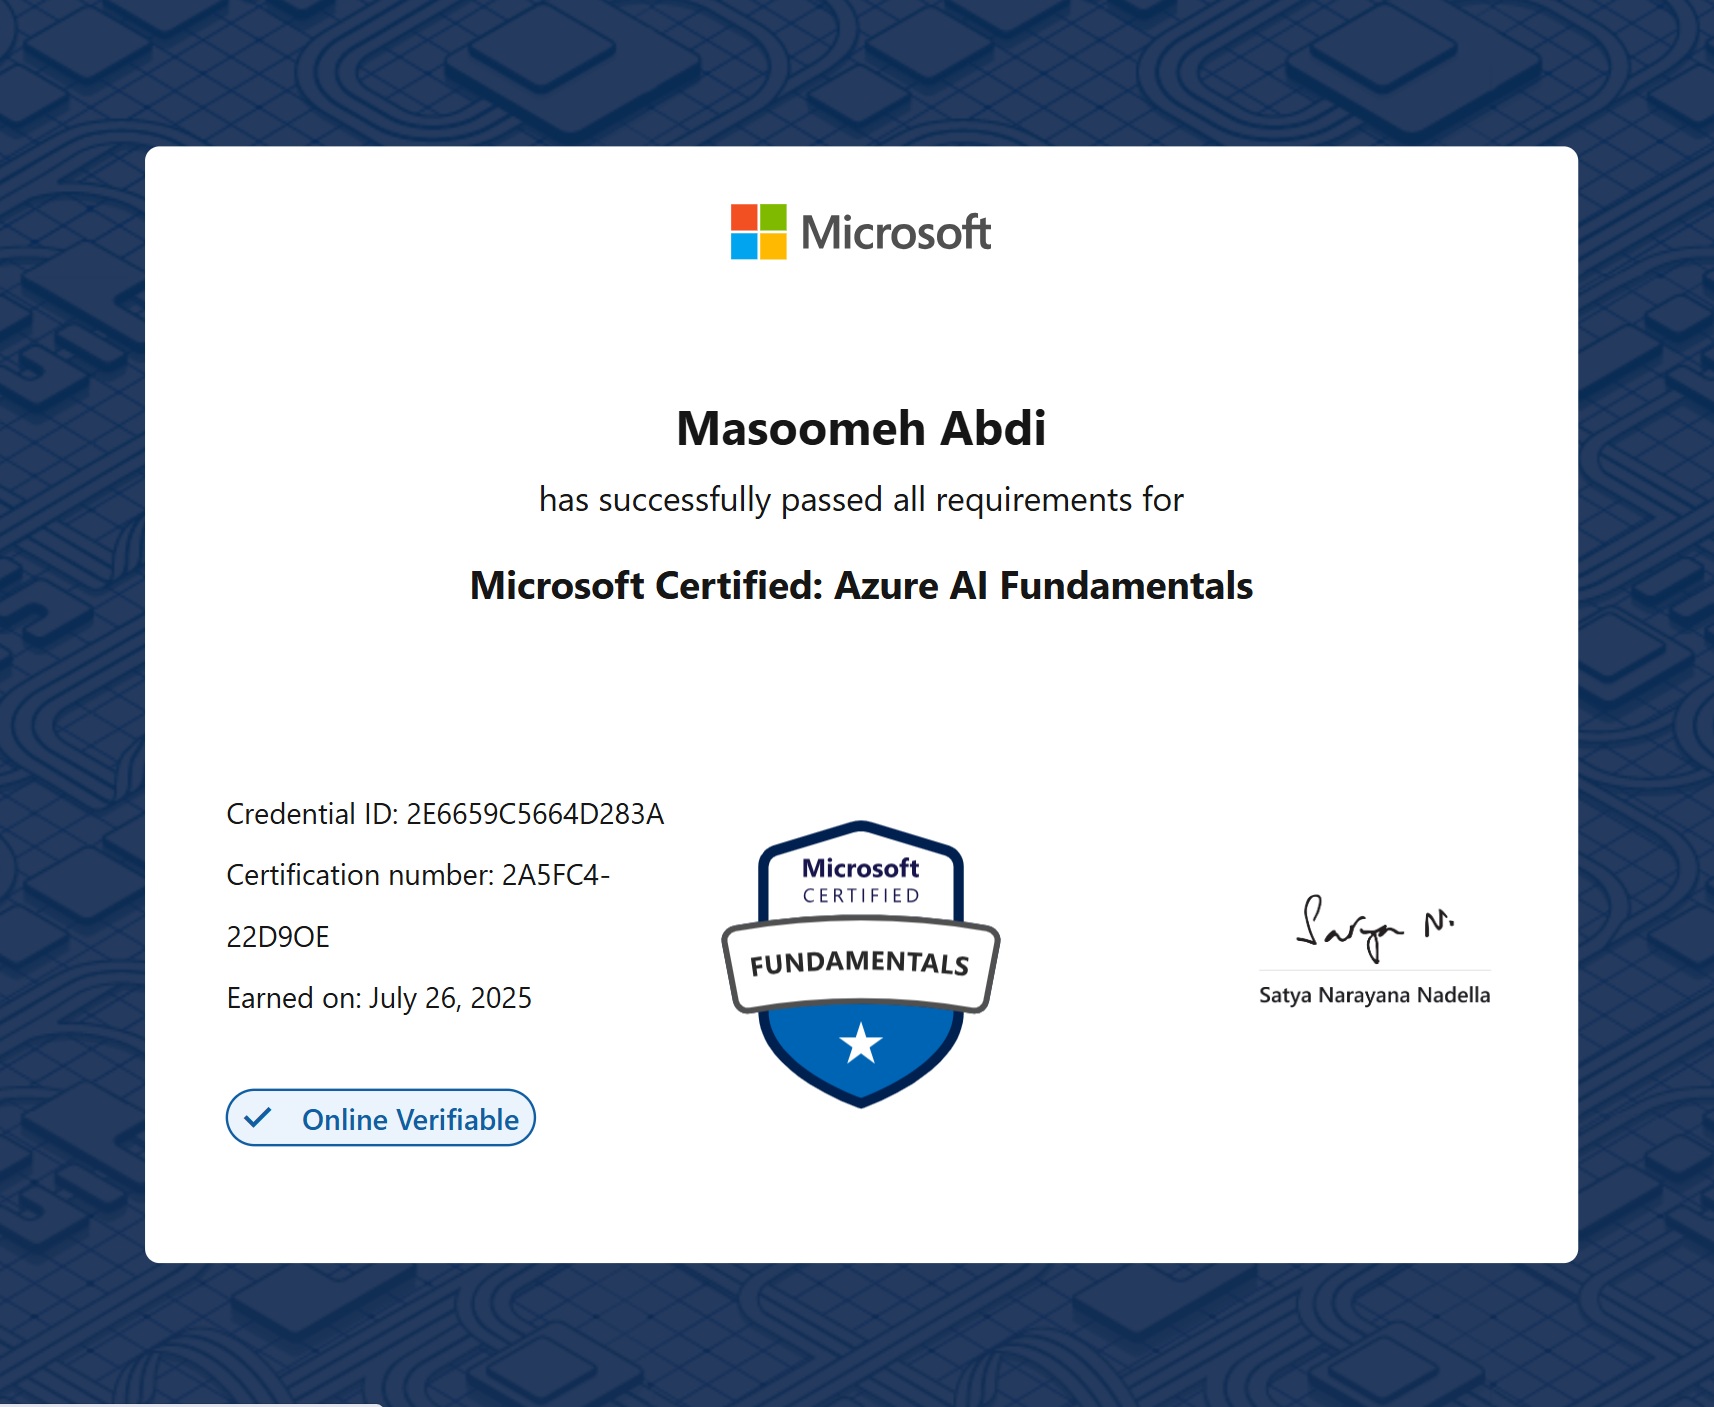 Microsoft
Masoomeh Abdi
has successfully passed all requirements for
Microsoft Certified: Azure AI Fundamentals
Credential ID: 2E6659C5664D283A
Certification number: 2A5FC4-
22D9OE
Earned on: July 26, 2025
Online Verifiable
Microsoft
CERTIFIED
FUNDAMENTALS
Satya N.
Satya Narayana Nadella